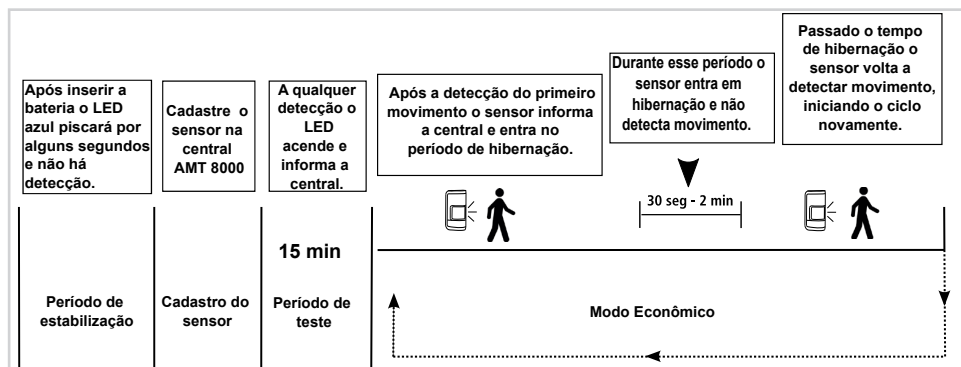 Após inserir a
bateria o LED
azul piscará por
alguns segundos
e não há
detecção.
Cadastre o
sensor na
central
AMT 8000
A qualquer
detecção o
LED
acende e
informa a
central.
Após a detecção do primeiro
movimento o sensor informa
a central e entra no
período de hibernação.
Durante esse período o
sensor entra em
hibernação e não
detecta movimento.
Passado o tempo
de hibernação o
sensor volta a
detectar movimento,
iniciando o ciclo
novamente.
30 seg - 2 min
15 min
Período de
estabilização
Cadastro do
sensor
Período de
teste
Modo Econômico